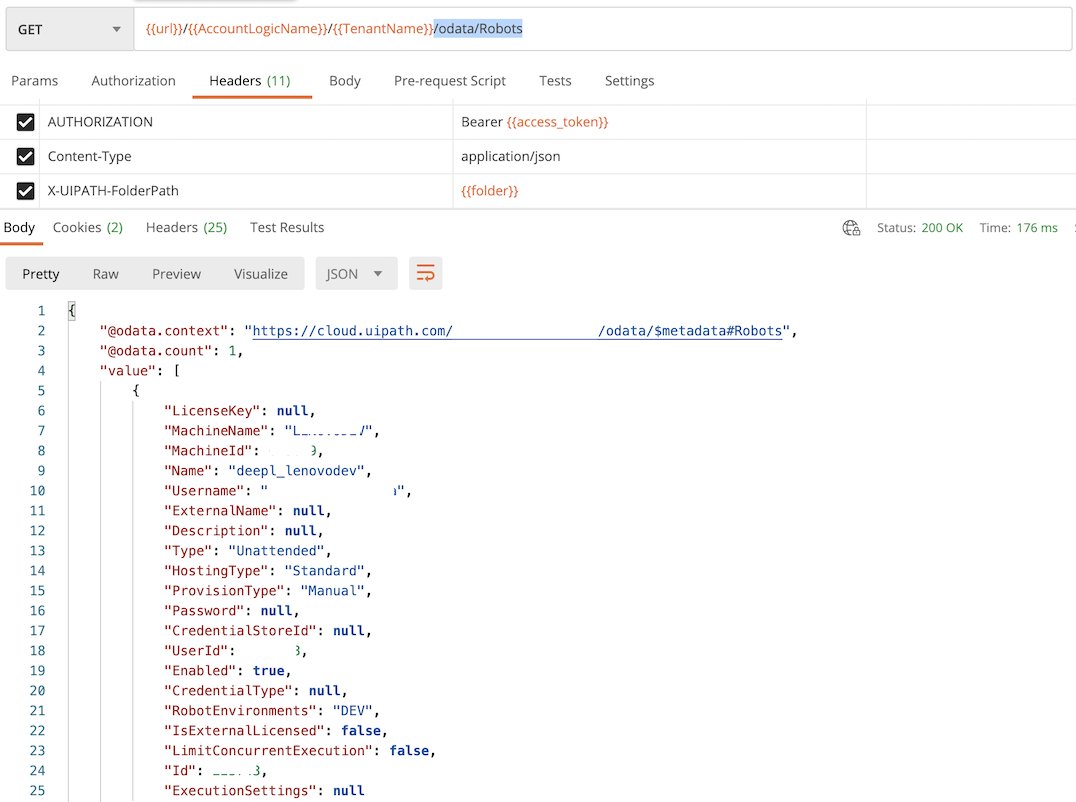 GET {{url}}/{{AccountLogicName}}/{{TenantName}}/odata/Robots
Params Authorization Headers (11) Body Pre-request Script Tests Settings
AUTHORIZATION Bearer {{access_token}}
Content-Type application/json
X-UIPATH-FolderPath {{folder}}
Body Cookies (2) Headers (25) Test Results Status: 200 OK Time: 176 ms
Pretty Raw Preview Visualize JSON
1 {
2 "@odata.context": "https://cloud.uipath.com/ /odata/$metadata#Robots",
3 "@odata.count": 1,
4 "value": [
5 {
6 "LicenseKey": null,
7 "MachineName": "
8 "MachineId":
9 "Name": "deepl_lenovodev",
10 "Username": "
11 "ExternalName": null,
12 "Description": null,
13 "Type": "Unattended",
14 "HostingType": "Standard",
15 "ProvisionType": "Manual",
16 "Password": null,
17 "CredentialStoreId": null,
18 "UserId":
19 "Enabled": true,
20 "CredentialType": null,
21 "RobotEnvironments": "DEV",
22 "IsExternalLicensed": false,
23 "LimitConcurrentExecution": false,
24 "Id":
25 "ExecutionSettings": null